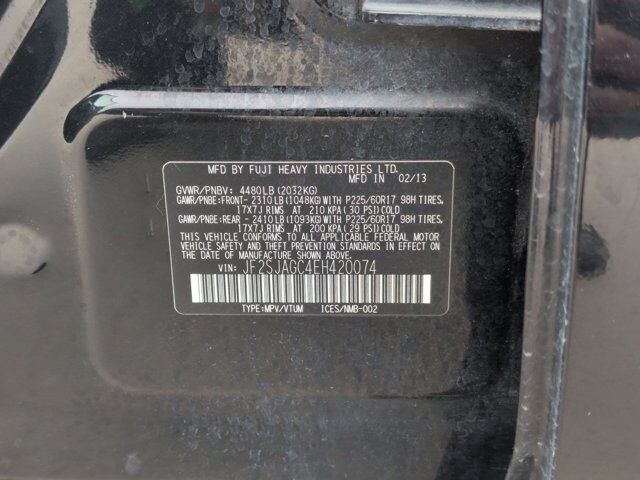 MFD BY FUJI HEAVY INDUSTRIES LTD.
MFD IN 02/13
GVWR/PNBV: 4480LB (2032KG)
GAWR/PNBE:FRONT- 2310LB (1048KG)WITH P225/60R17 98H TIRES,
17X7J RIMS AT 210 KPA (30 PSI)COLD
GAWR/PNBE:REAR - 2410LB (1093KG)WITH P225/60R17 98H TIRES,
17X7J RIMS AT 200 KPA (29 PSI)COLD
THIS VEHICLE CONFORMS TO ALL APPLICABLE FEDERAL MOTOR
VEHICLE SAFETY AND BUMPER STANDARDS IN EFFECT ON
THE DATE OF MANUFACTURE SHOWN ABOVE.
VIN: JF2SJAGC4EH420074
TYPE:MPV/VTUM ICES/NMB-002